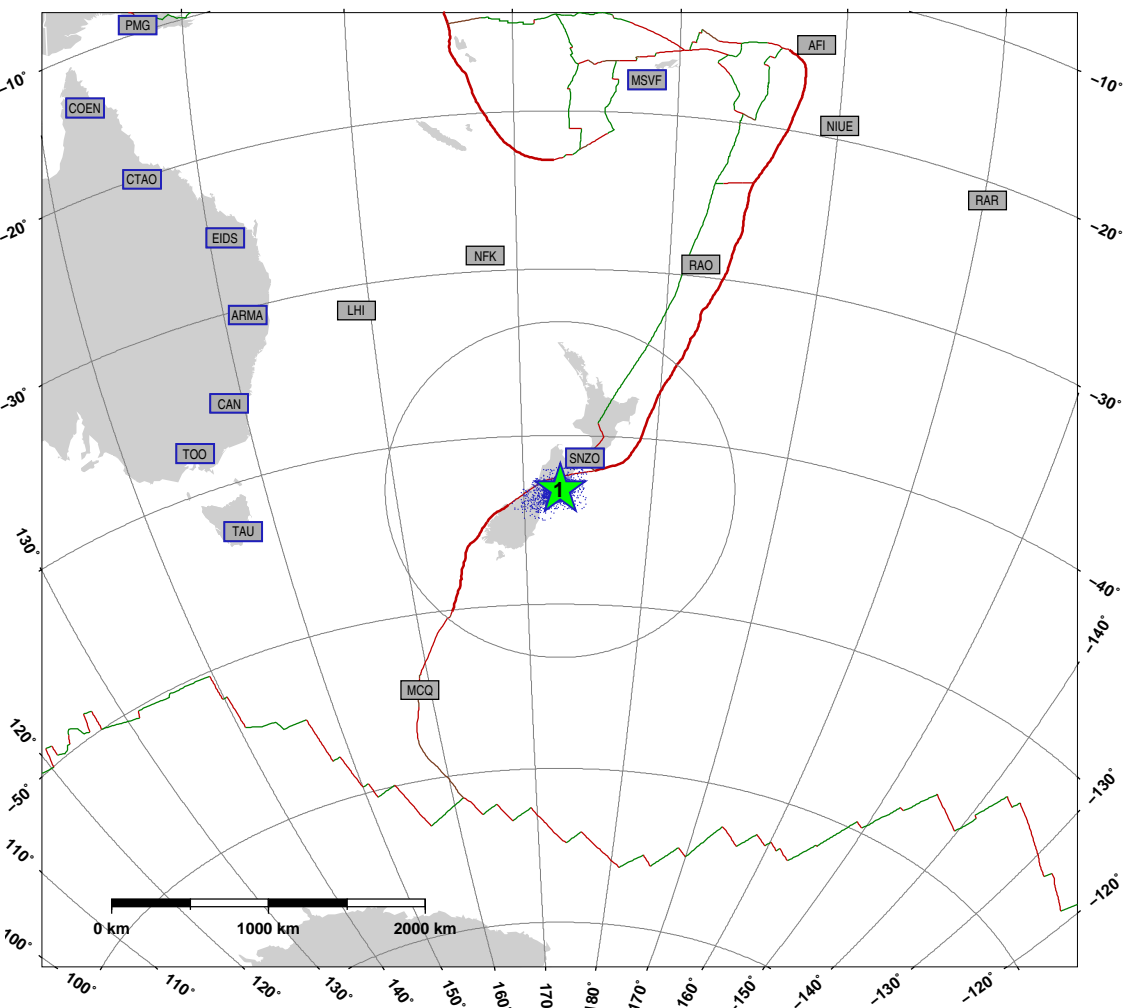 PMG
AFI
MSVF
−10°
−10°
COEN
NIUE
CTAO
RAR
−20°
−20°
EIDS
NFK
RAO
LHI
ARMA
−30°
−30°
CAN
TOO
SNZO
1
TAU
130°
−40°
−140°
MCQ
120°
−50°
−130°
110°
−120°
0 km
1000 km
2000 km
100°
100°
110°
120°
130°
140°
150°
160°
170°
180°
−170°
−160°
−150°
−140°
−130°
−120°